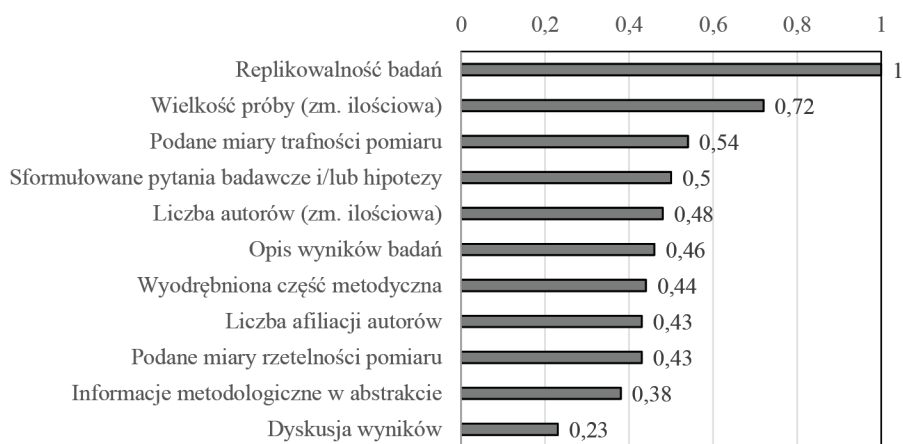 0 0,2 0,4 0,6 0,8 1
Replikowalność badań 1
Wielkość próby (zm. ilościowa) 0,72
Podane miary trafności pomiaru 0,54
Sformułowane pytania badawcze i/lub hipotezy 0,5
Liczba autorów (zm. ilościowa) 0,48
Opis wyników badań 0,46
Wyodrębniona część metodyczna 0,44
Liczba afiliacji autorów 0,43
Podane miary rzetelności pomiaru 0,43
Informacje metodologiczne w abstrakcie 0,38
Dyskusja wyników 0,23